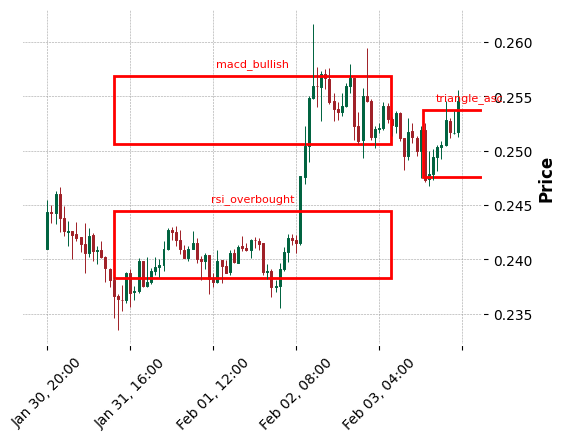 macd_bullish
0.260
triangle_asc
0.255
0.250
Price
rsi_overbought
0.245
0.240
0.235
Jan 30, 20:00
Jan 31, 16:00
Feb 01, 12:00
Feb 02, 08:00
Feb 03, 04:00